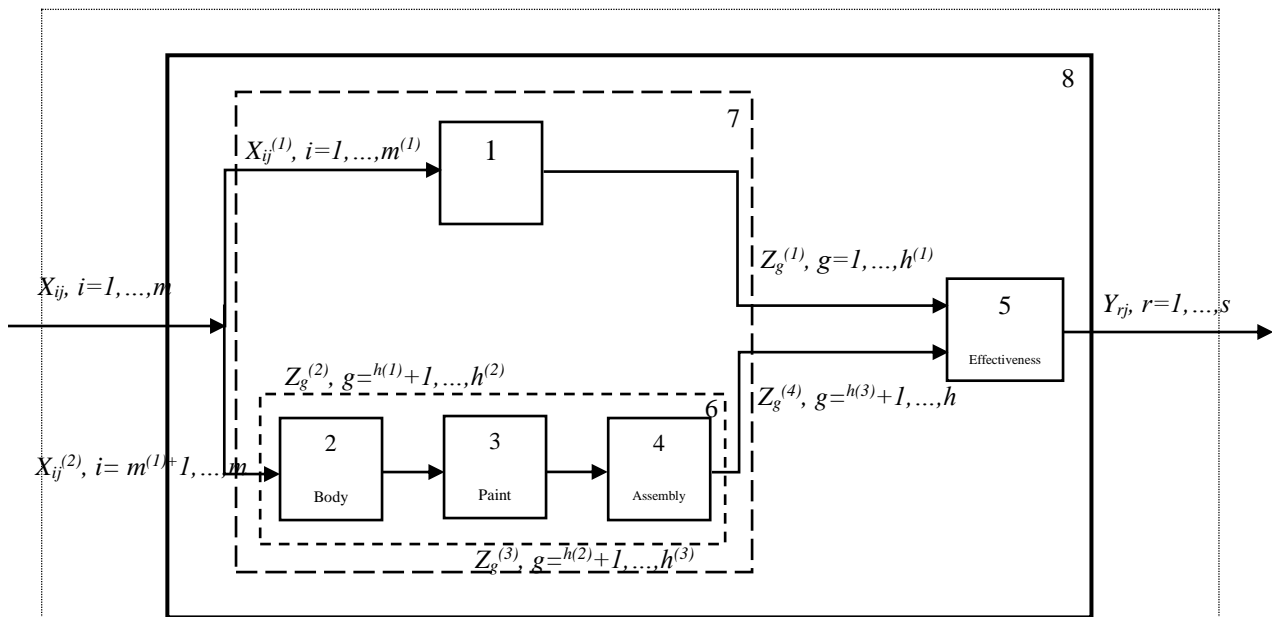 8
7
X_ij^(1), i=1,...,m^(1)
1
Z_g^(1), g=1,...,h^(1)
X_ij, i=1,...,m
5
Effectiveness
Y_rj, r=1,...,s
Z_g^(2), g=^h(1)+1,...,h^(2)
Z_g^(4), g=^h(3)+1,...,h
6
2
Body
3
Paint
4
Assembly
X_ij^(2), i= m^(1)+1,...,m
Z_g^(3), g=^h(2)+1,...,h^(3)